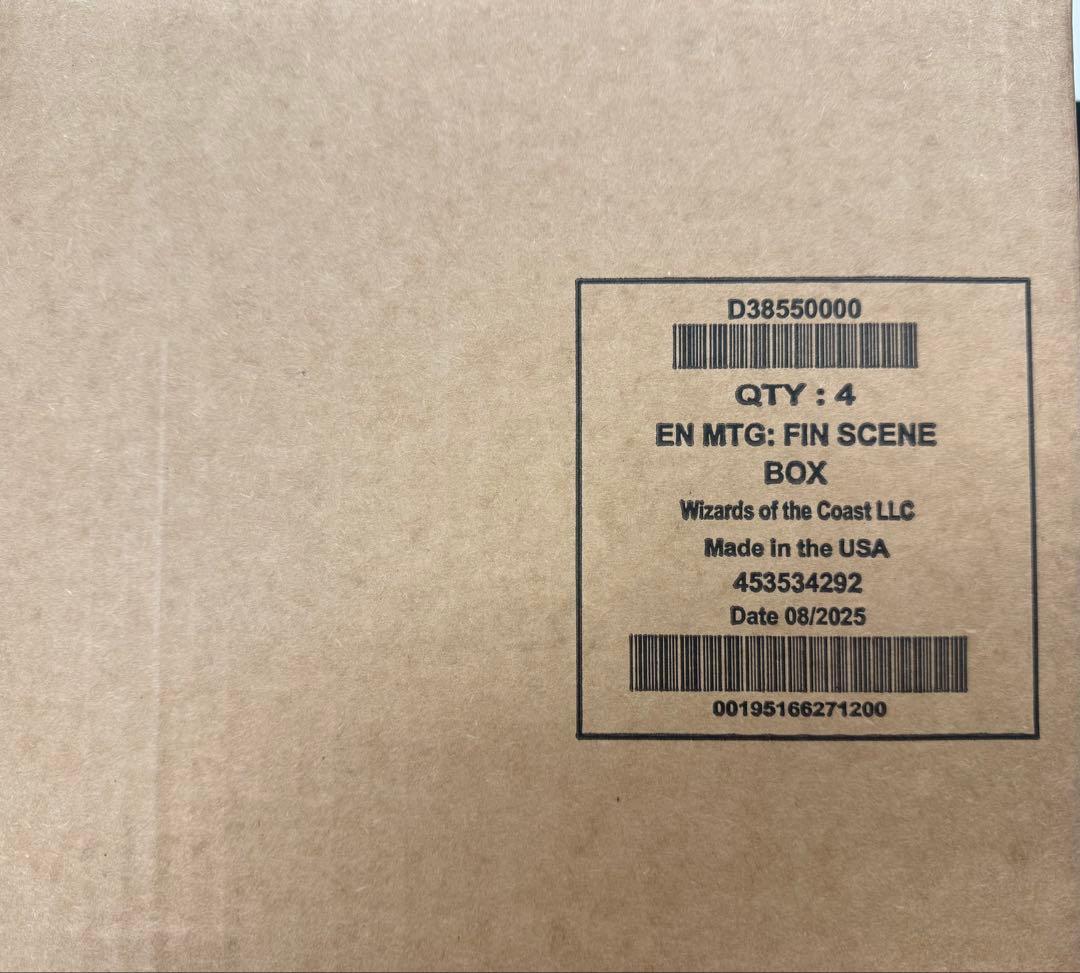 D38550000
QTY : 4
EN MTG: FIN SCENE
BOX
Wizards of the Coast LLC
Made in the USA
453534292
Date 08/2025
00195166271200